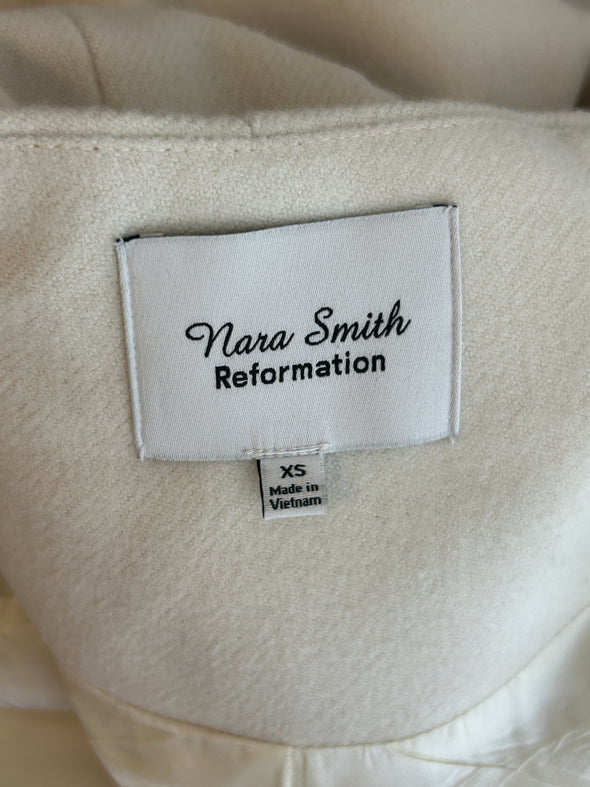 Nara Smith
Reformation
XS
Made in
Vietnam